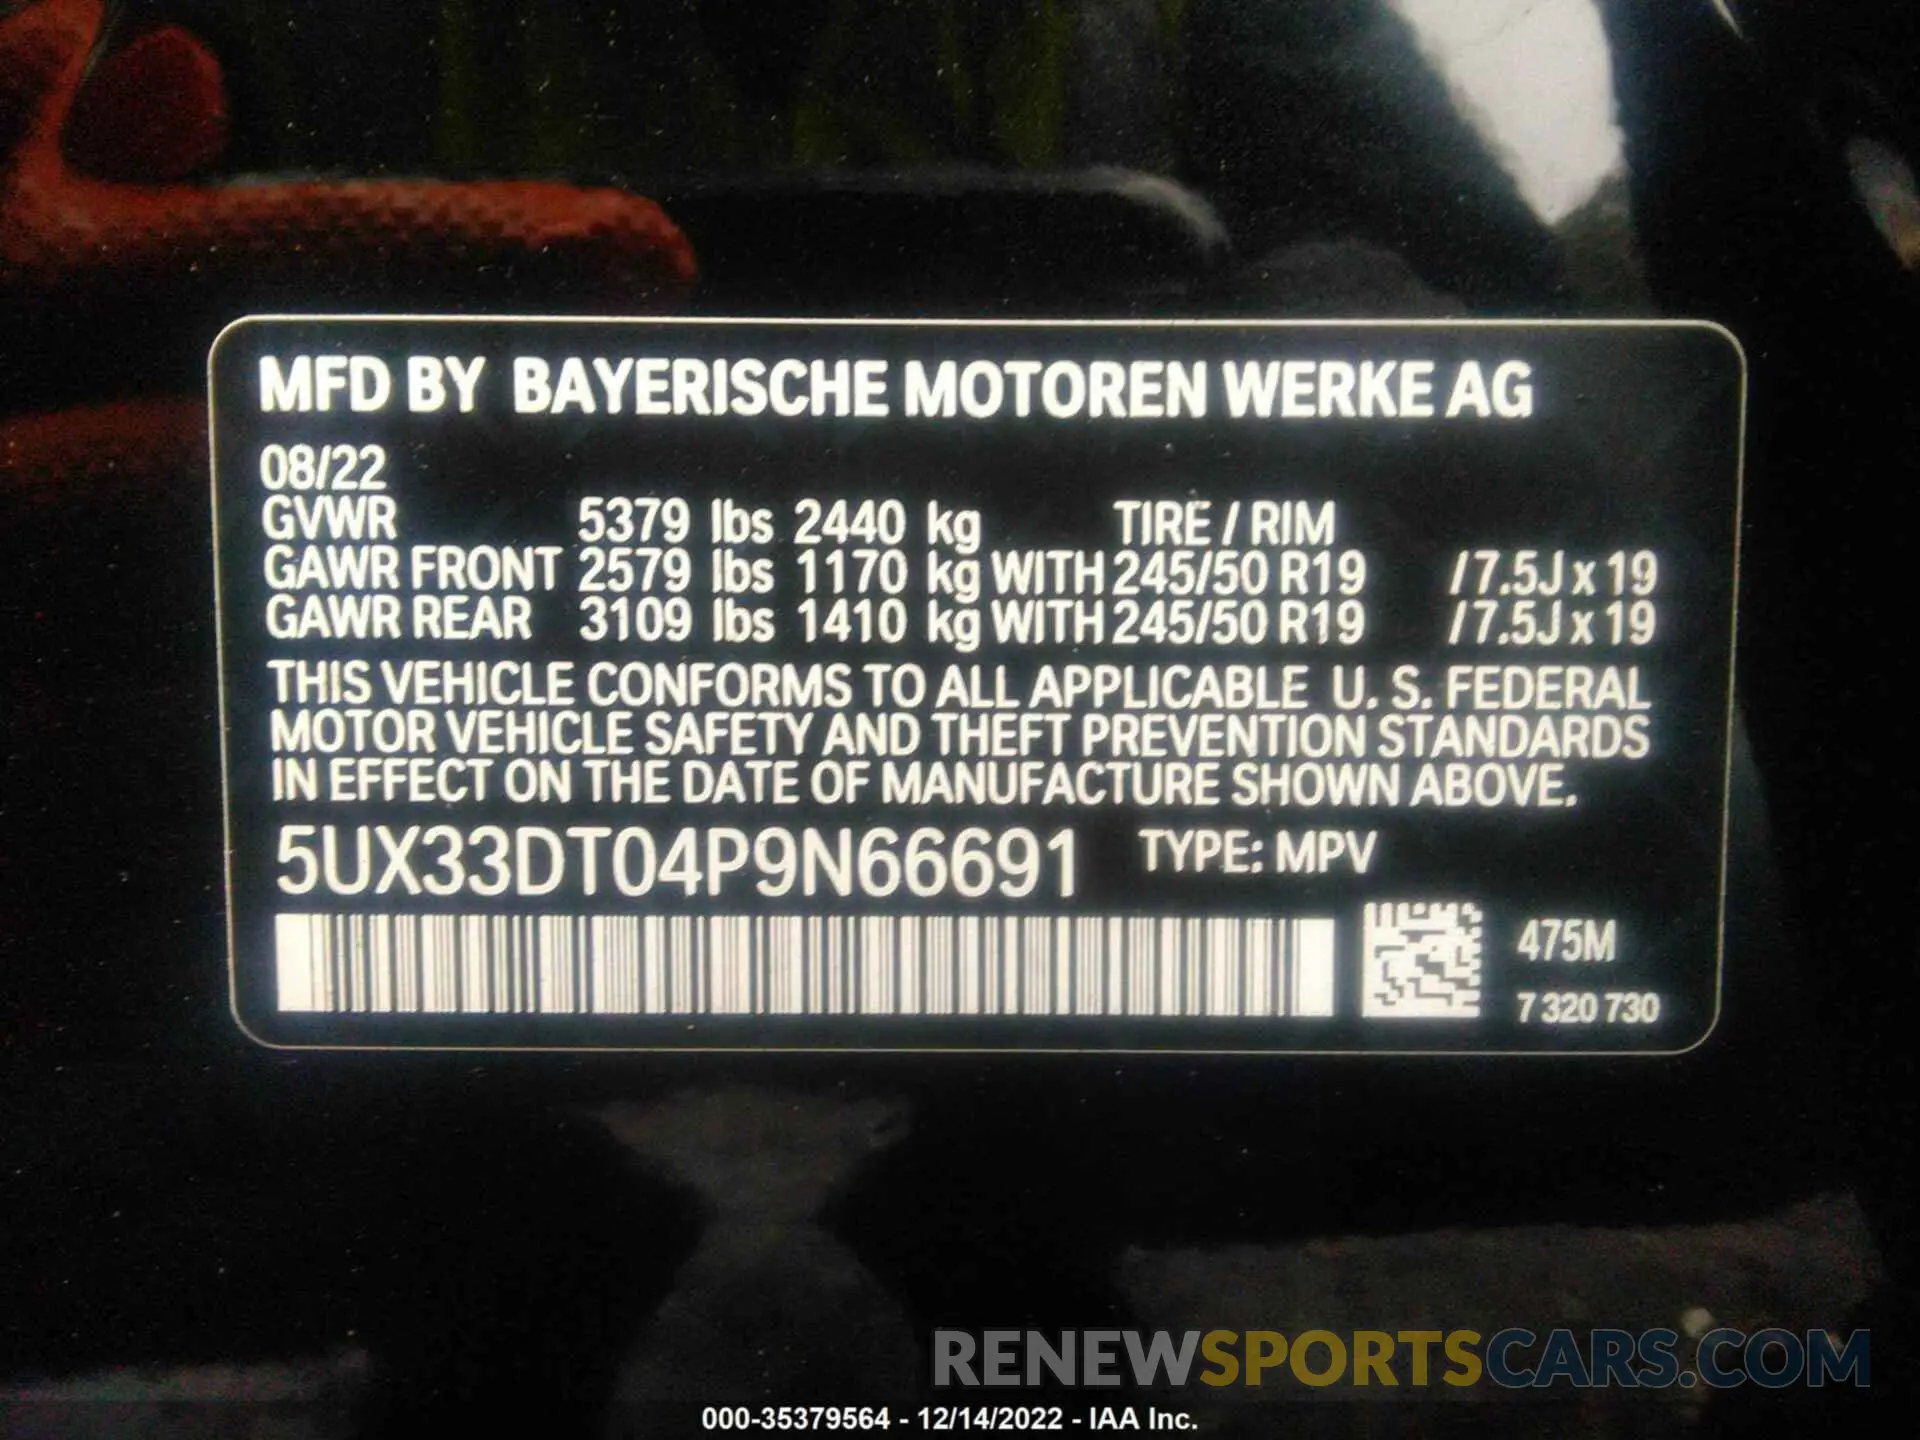 MFD BY BAYERISCHE MOTOREN WERKE AG
08/22
GVWR 5379 lbs 2440 kg TIRE / RIM
GAWR FRONT 2579 lbs 1170 kg WITH 245/50 R19 / 7.5J x 19
GAWR REAR 3109 lbs 1410 kg WITH 245/50 R19 / 7.5J x 19
THIS VEHICLE CONFORMS TO ALL APPLICABLE U. S. FEDERAL
MOTOR VEHICLE SAFETY AND THEFT PREVENTION STANDARDS
IN EFFECT ON THE DATE OF MANUFACTURE SHOWN ABOVE.
5UX33DT04P9N66691 TYPE: MPV
475M
7 320 730
RENEWSPORTSCARS.COM
000-35379564 - 12/14/2022 - IAA Inc.